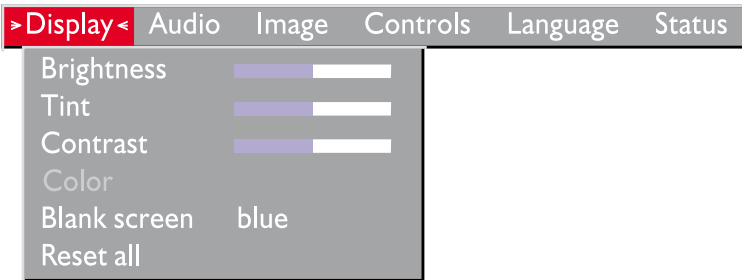 >Display< Audio Image Controls Language Status
Brightness
Tint
Contrast
Color
Blank screen blue
Reset all